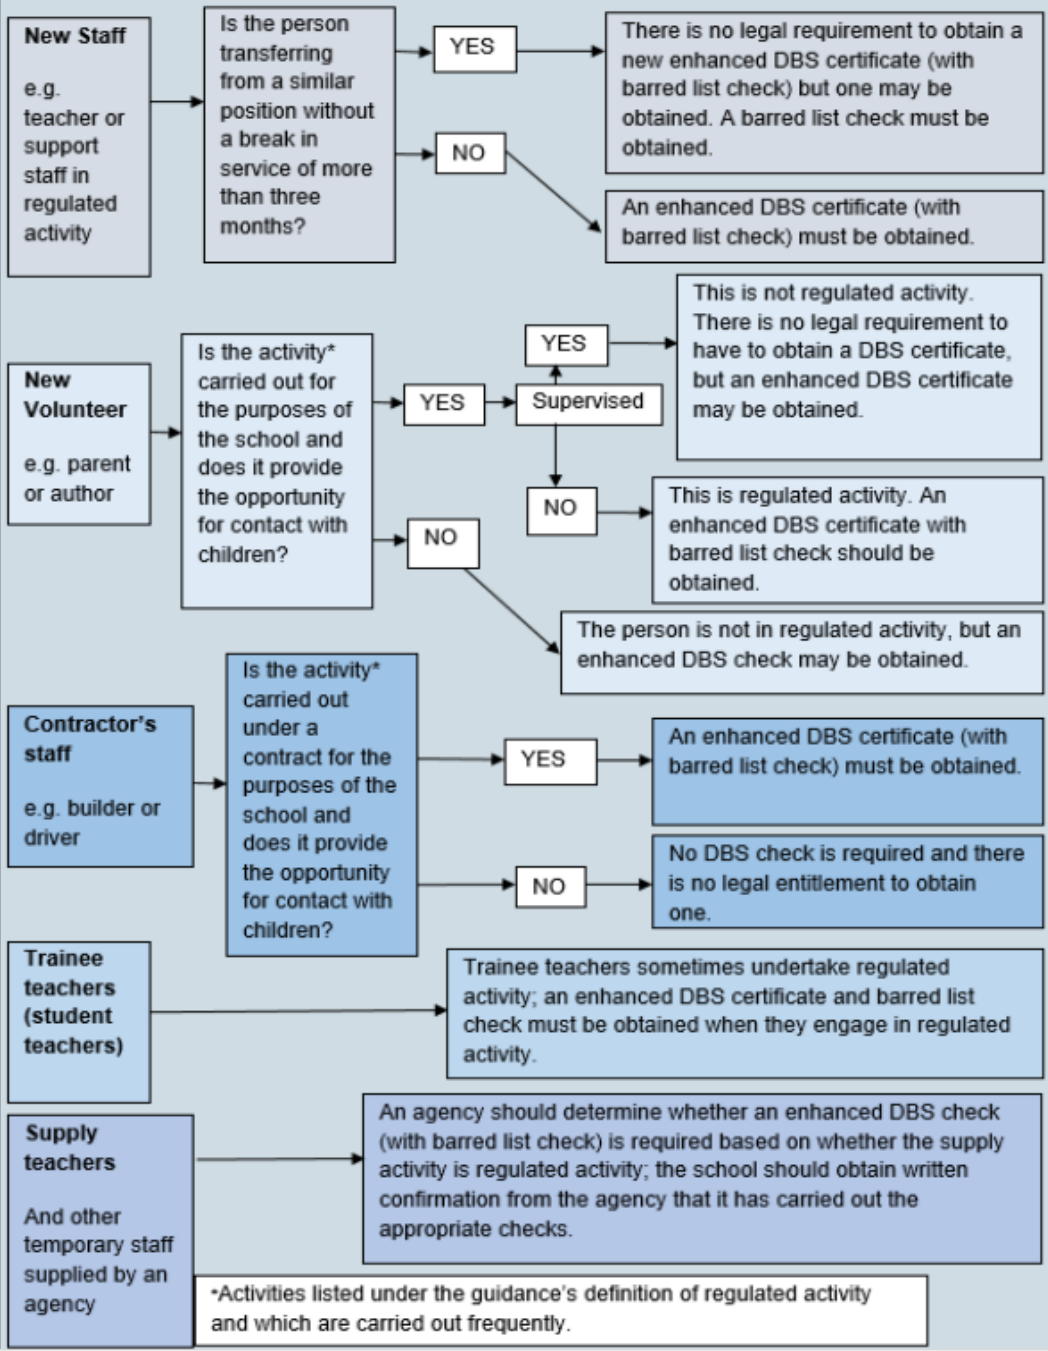 New Staff
e.g.
teacher or
support
staff in
regulated
activity
Is the person
transferring
from a similar
position without
a break in
service of more
than three
months?
YES
There is no legal requirement to obtain a
new enhanced DBS certificate (with
barred list check) but one may be
obtained. A barred list check must be
obtained.
NO
An enhanced DBS certificate (with
barred list check) must be obtained.
New
Volunteer
e.g. parent
or author
Is the activity*
carried out for
the purposes of
the school and
does it provide
the opportunity
for contact with
children?
YES
Supervised
YES
This is not regulated activity.
There is no legal requirement to
have to obtain a DBS certificate,
but an enhanced DBS certificate
may be obtained.
NO
This is regulated activity. An
enhanced DBS certificate with
barred list check should be
obtained.
NO
The person is not in regulated activity, but an
enhanced DBS check may be obtained.
Contractor's
staff
e.g. builder or
driver
Is the activity*
carried out
under a
contract for the
purposes of the
school and
does it provide
the opportunity
for contact with
children?
YES
An enhanced DBS certificate (with
barred list check) must be obtained.
NO
No DBS check is required and there
is no legal entitlement to obtain
one.
Trainee
teachers
(student
teachers)
Trainee teachers sometimes undertake regulated
activity; an enhanced DBS certificate and barred list
check must be obtained when they engage in regulated
activity.
Supply
teachers
And other
temporary staff
supplied by an
agency
An agency should determine whether an enhanced DBS check
(with barred list check) is required based on whether the supply
activity is regulated activity; the school should obtain written
confirmation from the agency that it has carried out the
appropriate checks.
*Activities listed under the guidance's definition of regulated activity
and which are carried out frequently.